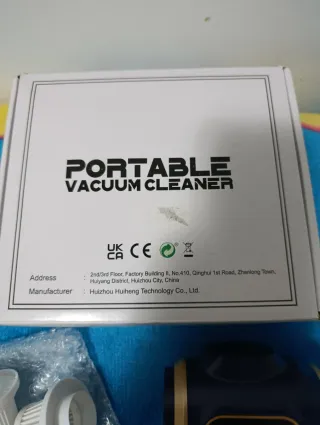 PORTABLE
VACUUM CLEANER
UK
CA CE
Address : 2nd/3rd Floor, Factory Building 8, No.410, Qinghui 1st Road, Zhenlong Town,
Huiyang District, Huizhou City, China
Manufacturer : Huizhou Huiheng Technology Co., Ltd.